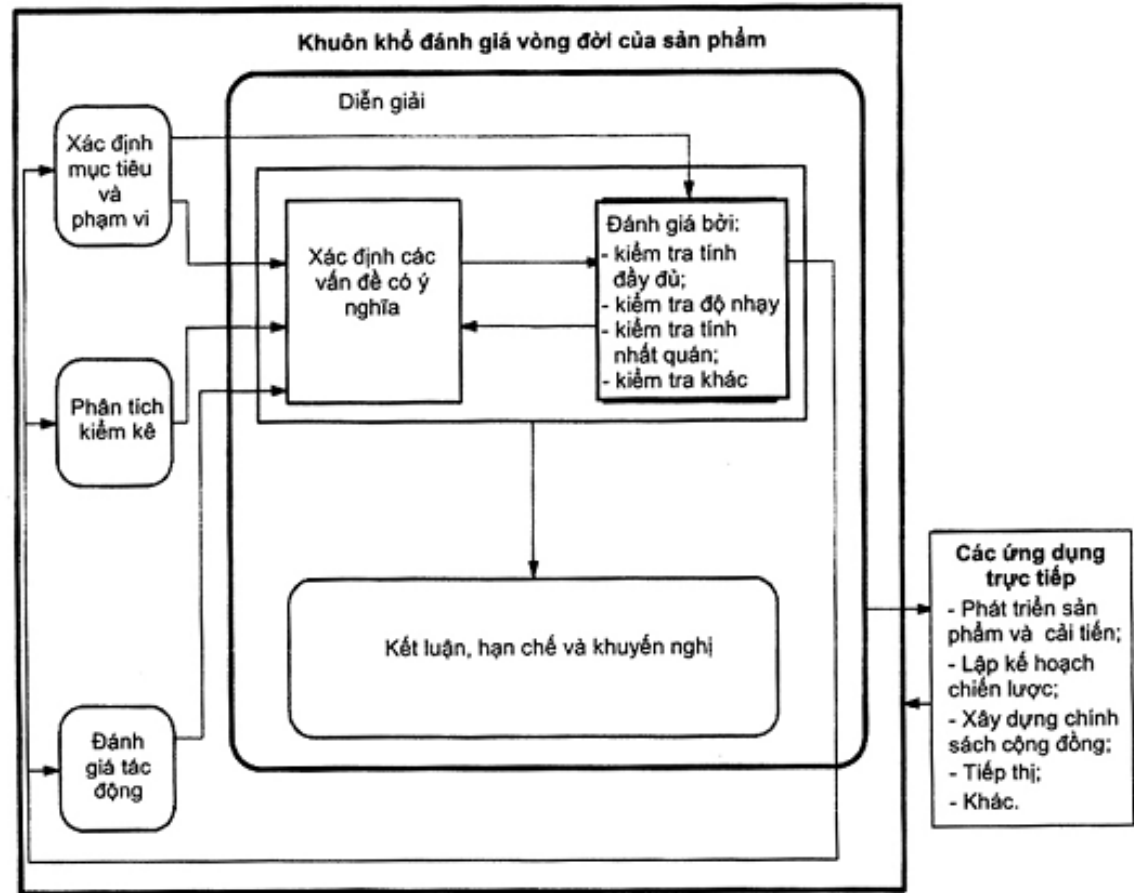 Khuôn khổ đánh giá vòng đời của sản phẩm
Diễn giải
Xác định
mục tiêu
và
phạm vi
Xác định các
vấn đề có ý
nghĩa
Đánh giá bởi:
- kiểm tra tính
đầy đủ;
- kiểm tra độ nhạy
- kiểm tra tính
nhất quán;
- kiểm tra khác
Phân tích
kiểm kê
Kết luận, hạn chế và khuyến nghị
Đánh
giá tác
động
Các ứng dụng
trực tiếp
- Phát triển sản
phẩm và cải tiến;
- Lập kế hoạch
chiến lược;
- Xây dựng chính
sách cộng đồng;
- Tiếp thị;
- Khác.